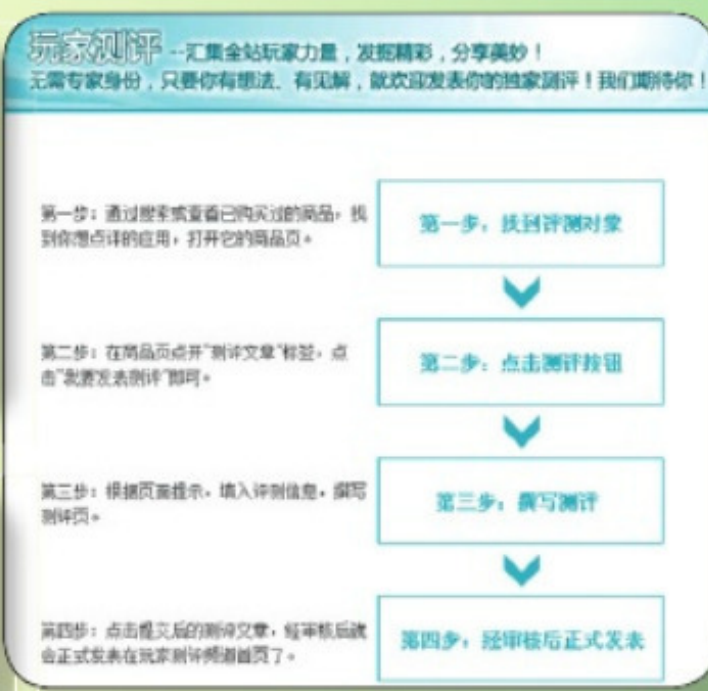 玩家测评--汇集全站玩家力量，发掘精彩，分享美妙！
无需专家身份，只要你有想法、有见解，就欢迎发表你的独家测评！我们期待你！
第一步：通过搜索或查看已购买过的商品，找
到你想点评的应用，打开它的商品页。
第一步：找到评测对象
第二步：在商品页点开"测评文章"标签，点
击"我要发表测评"即可。
第二步：点击测评按钮
第三步：根据页面提示，填入评测信息，撰写
测评页。
第三步：撰写测评
第四步：点击提交后的测评文章，经审核后就
会正式发表在玩家测评频道首页了。
第四步：经审核后正式发表